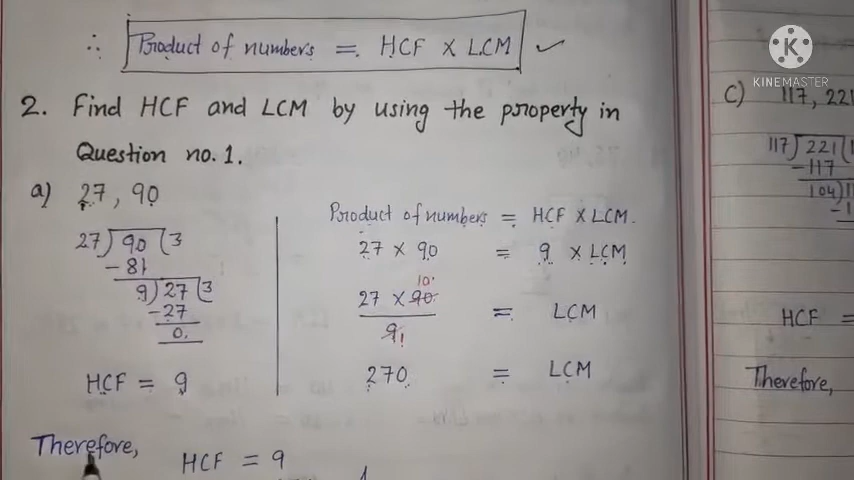 ∴ Product of numbers = HCF X LCM ✓
2. Find HCF and LCM by using the property in
Question no. 1.
a) 27, 90
27) 90 (3
- 81
9) 27 (3
- 27
0
HCF = 9
Product of numbers = HCF X LCM.
27 X 90 = 9 X LCM
10
27 X 90 = LCM
9 1
270 = LCM
Therefore,
HCF = 9
C) 117, 221
117) 221 (1
- 117
104)
HCF =
Therefore,
K
KINEMASTER